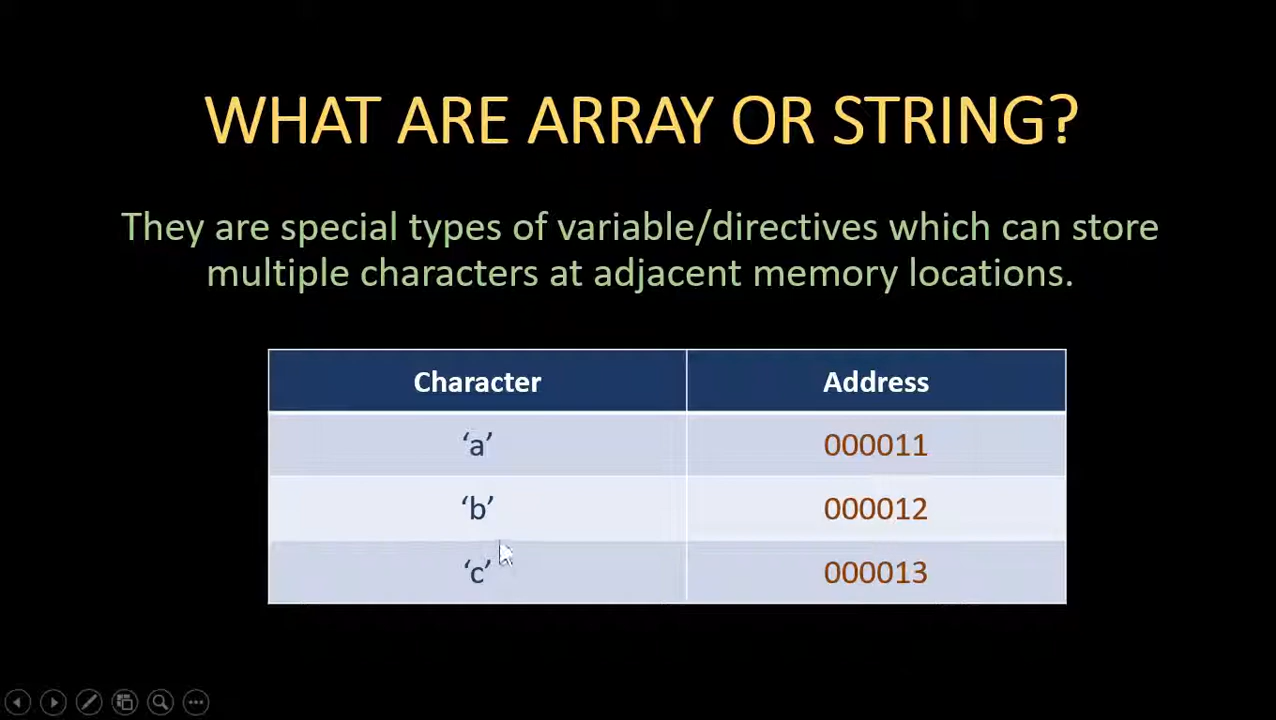 WHAT ARE ARRAY OR STRING?
They are special types of variable/directives which can store
multiple characters at adjacent memory locations.
Character Address
‘a’ 000011
‘b’ 000012
‘c’ 000013